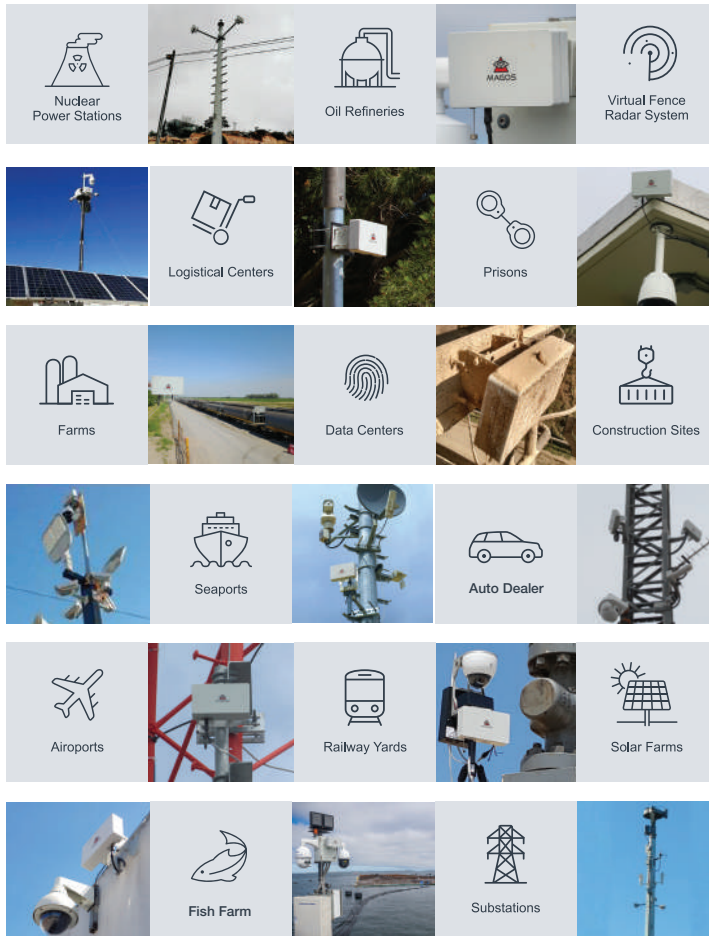 Nuclear
Power Stations
Oil Refineries
MAGOS
Virtual Fence
Radar System
Logistical Centers
Prisons
Farms
Data Centers
Construction Sites
Seaports
Auto Dealer
Airoports
Railway Yards
Solar Farms
Fish Farm
Substations